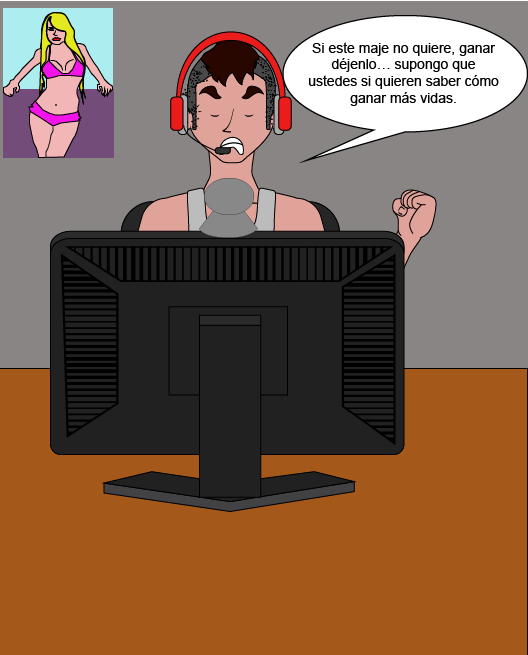 Si este maje no quiere, ganar
déjenlo… supongo que
ustedes si quieren saber cómo
ganar más vidas.